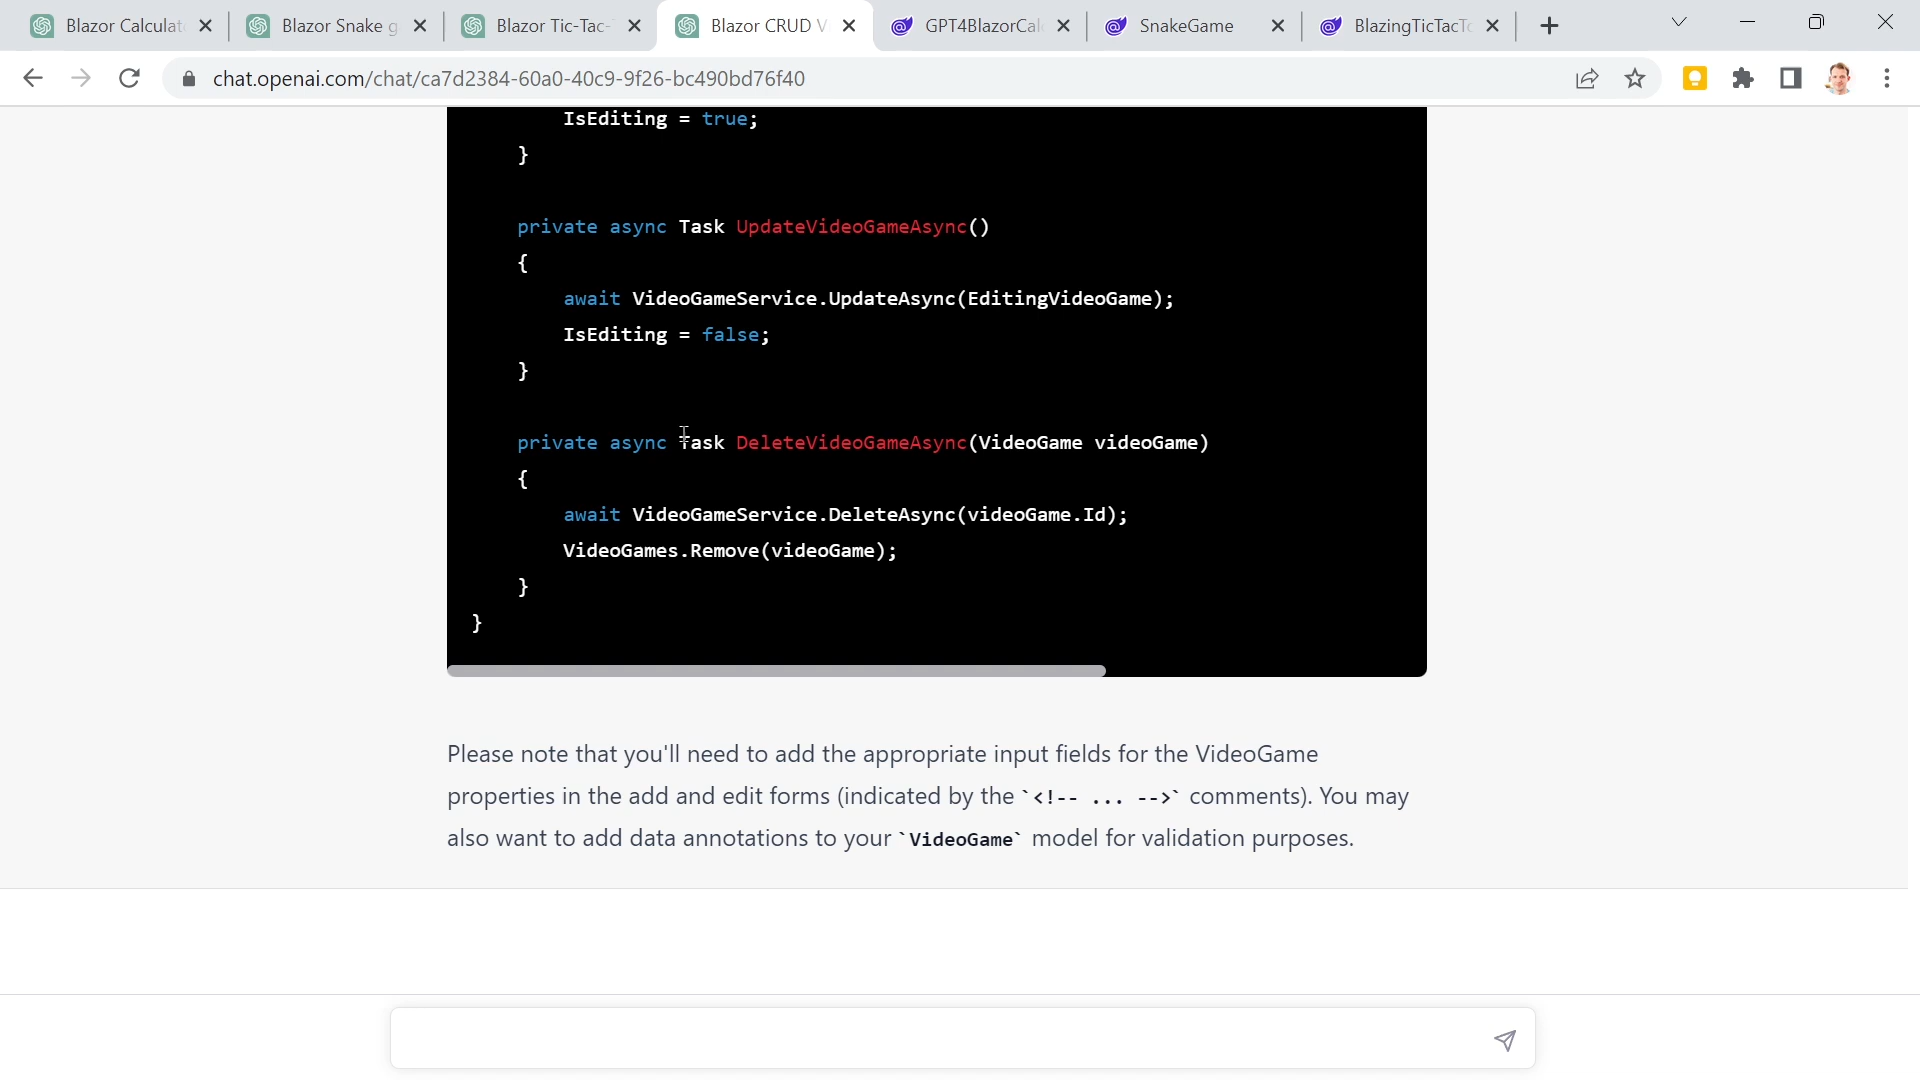 Blazor Calculat
Blazor Snake g
Blazor Tic-Tac-
Blazor CRUD V
GPT4BlazorCal
SnakeGame
BlazingTicTacTo
chat.openai.com/chat/ca7d2384-60a0-40c9-9f26-bc490bd76f40
IsEditing = true;
}
private async Task UpdateVideoGameAsync()
{
await VideoGameService.UpdateAsync(EditingVideoGame);
IsEditing = false;
}
private async Task DeleteVideoGameAsync(VideoGame videoGame)
{
await VideoGameService.DeleteAsync(videoGame.Id);
VideoGames.Remove(videoGame);
}
}
Please note that you'll need to add the appropriate input fields for the VideoGame
properties in the add and edit forms (indicated by the `<!-- ... -->` comments). You may
also want to add data annotations to your `VideoGame` model for validation purposes.